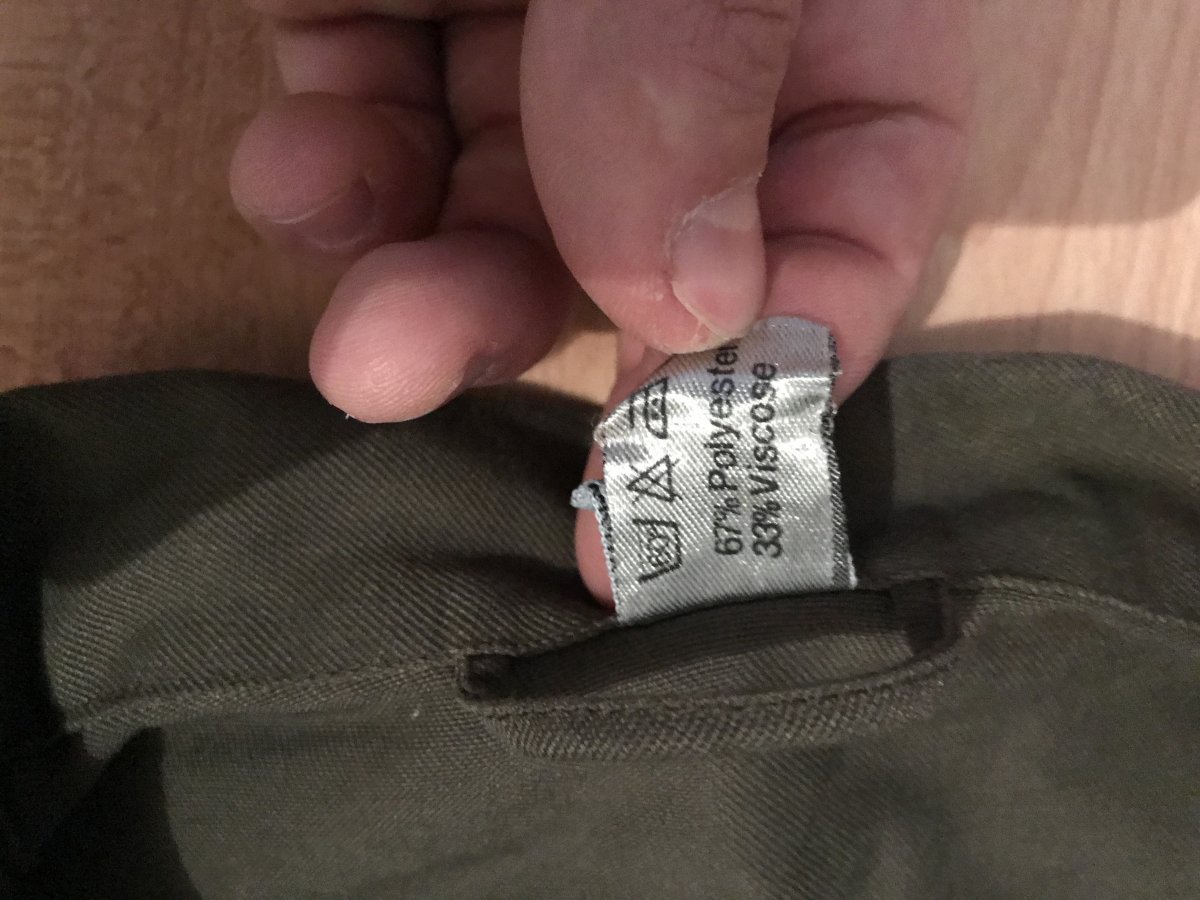 67% Polyester
33% Viscose